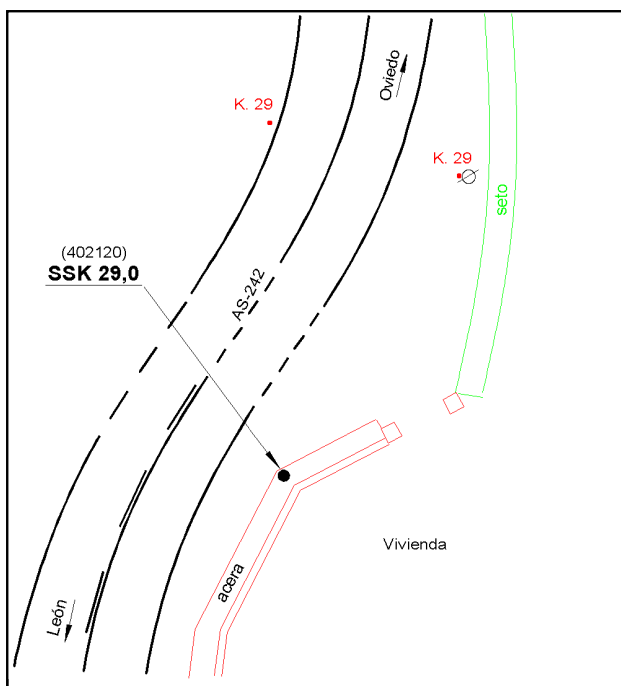 Oviedo
K. 29
K. 29
seto
(402120)
SSK 29,0
AS-242
Vivienda
acera
León